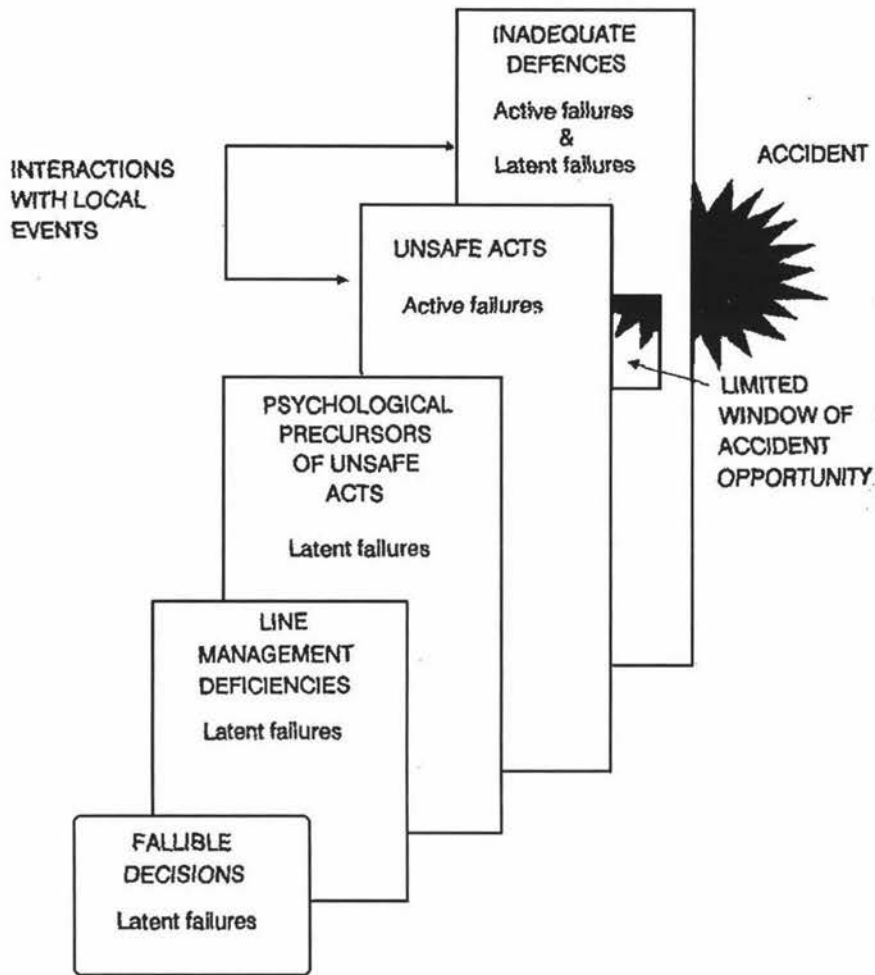 INADEQUATE
DEFENCES
Active failures
&
Latent failures
ACCIDENT
INTERACTIONS
WITH LOCAL
EVENTS
UNSAFE ACTS
Active failures
LIMITED
WINDOW OF
ACCIDENT
OPPORTUNITY
PSYCHOLOGICAL
PRECURSORS
OF UNSAFE
ACTS
Latent failures
LINE
MANAGEMENT
DEFICIENCIES
Latent failures
FALLIBLE
DECISIONS
Latent failures